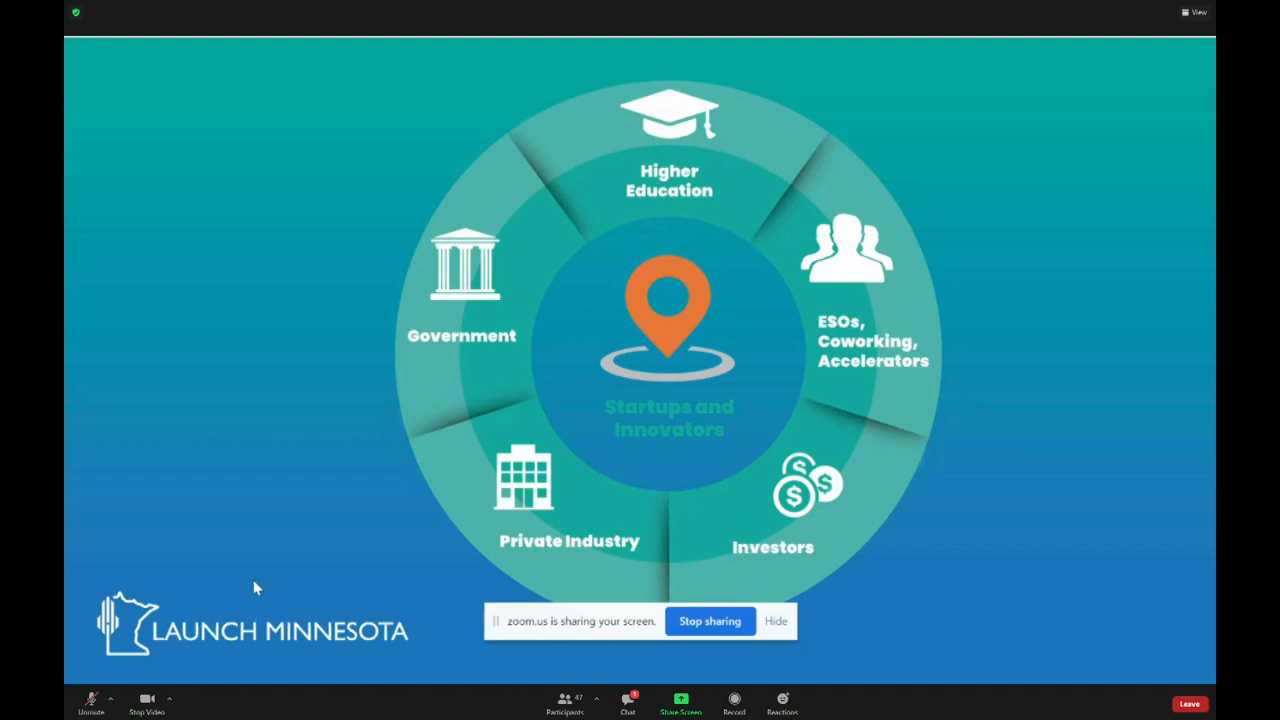 View
Higher
Education
Government
ESOs,
Coworking,
Accelerators
Startups and
Innovators
Private Industry
Investors
LAUNCH MINNESOTA
zoom.us is sharing your screen.
Stop sharing
Hide
Unmute
Stop Video
Participants
47
Chat
1
Share Screen
Record
Reactions
Leave